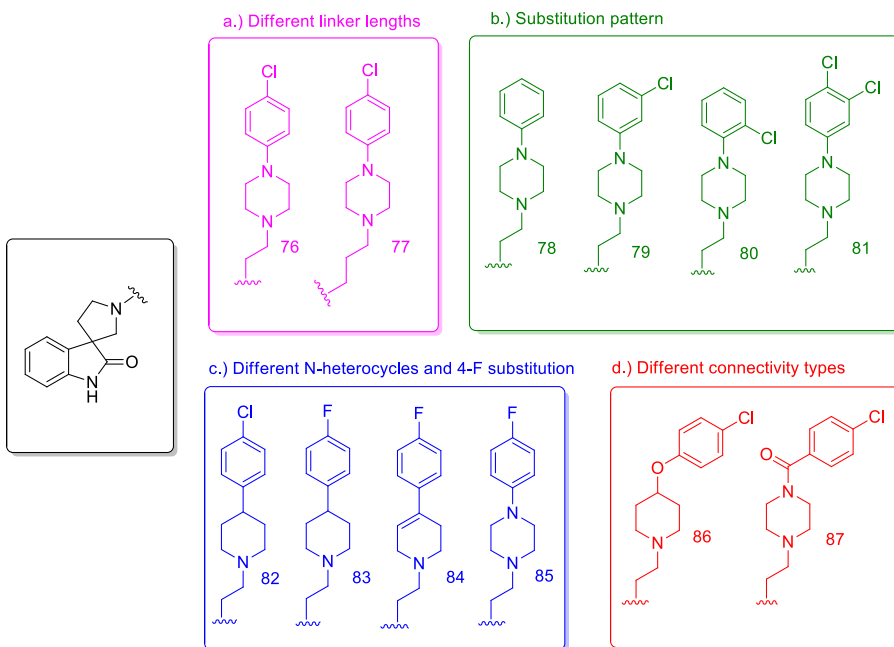 a.) Different linker lengths
b.) Substitution pattern
Cl
Cl
N
N
76
N
N
77
N
N
78
Cl
N
N
79
Cl
N
N
80
Cl
Cl
N
N
81
N
O
N
H
c.) Different N-heterocycles and 4-F substitution
d.) Different connectivity types
Cl
N
82
F
N
83
F
N
84
F
N
N
85
Cl
O
N
86
Cl
O
N
N
87